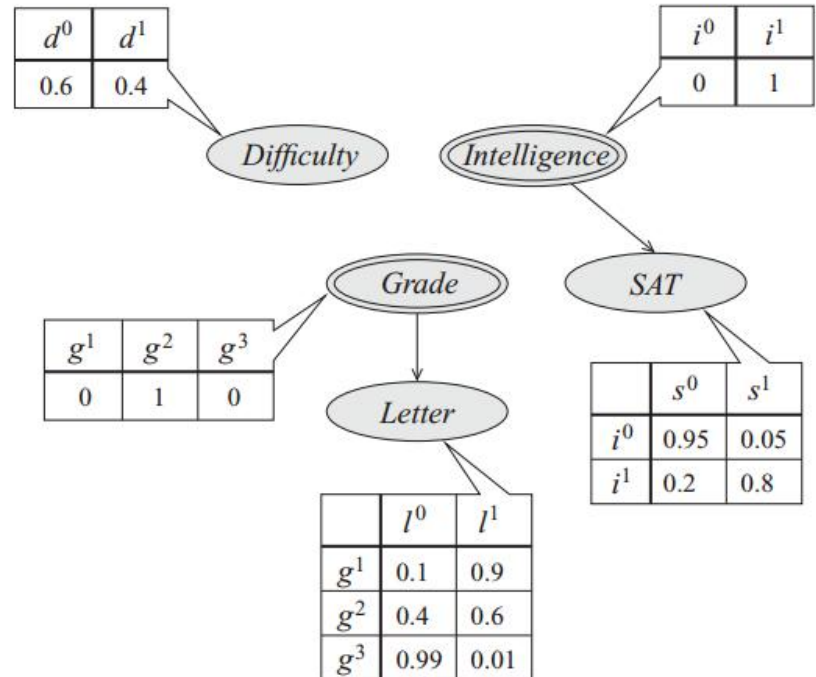 d⁰ d¹
0.6 0.4
i⁰ i¹
0 1
Difficulty
Intelligence
Grade
SAT
g¹ g² g³
0 1 0
Letter
s⁰ s¹
i⁰ 0.95 0.05
i¹ 0.2 0.8
l⁰ l¹
g¹ 0.1 0.9
g² 0.4 0.6
g³ 0.99 0.01